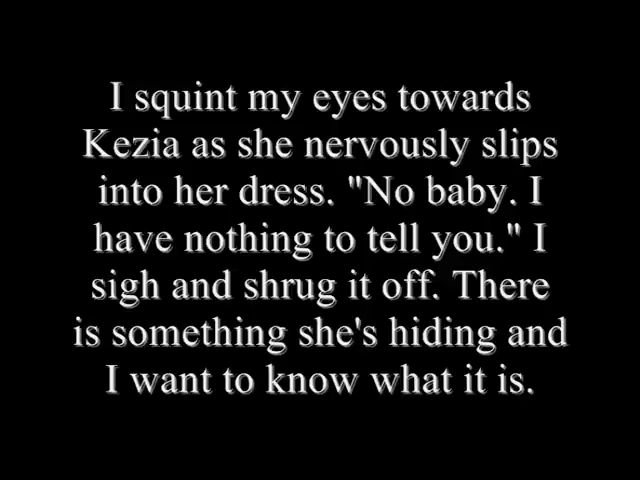 I squint my eyes towards
Kezia as she nervously slips
into her dress. "No baby. I
have nothing to tell you." I
sigh and shrug it off. There
is something she's hiding and
I want to know what it is.